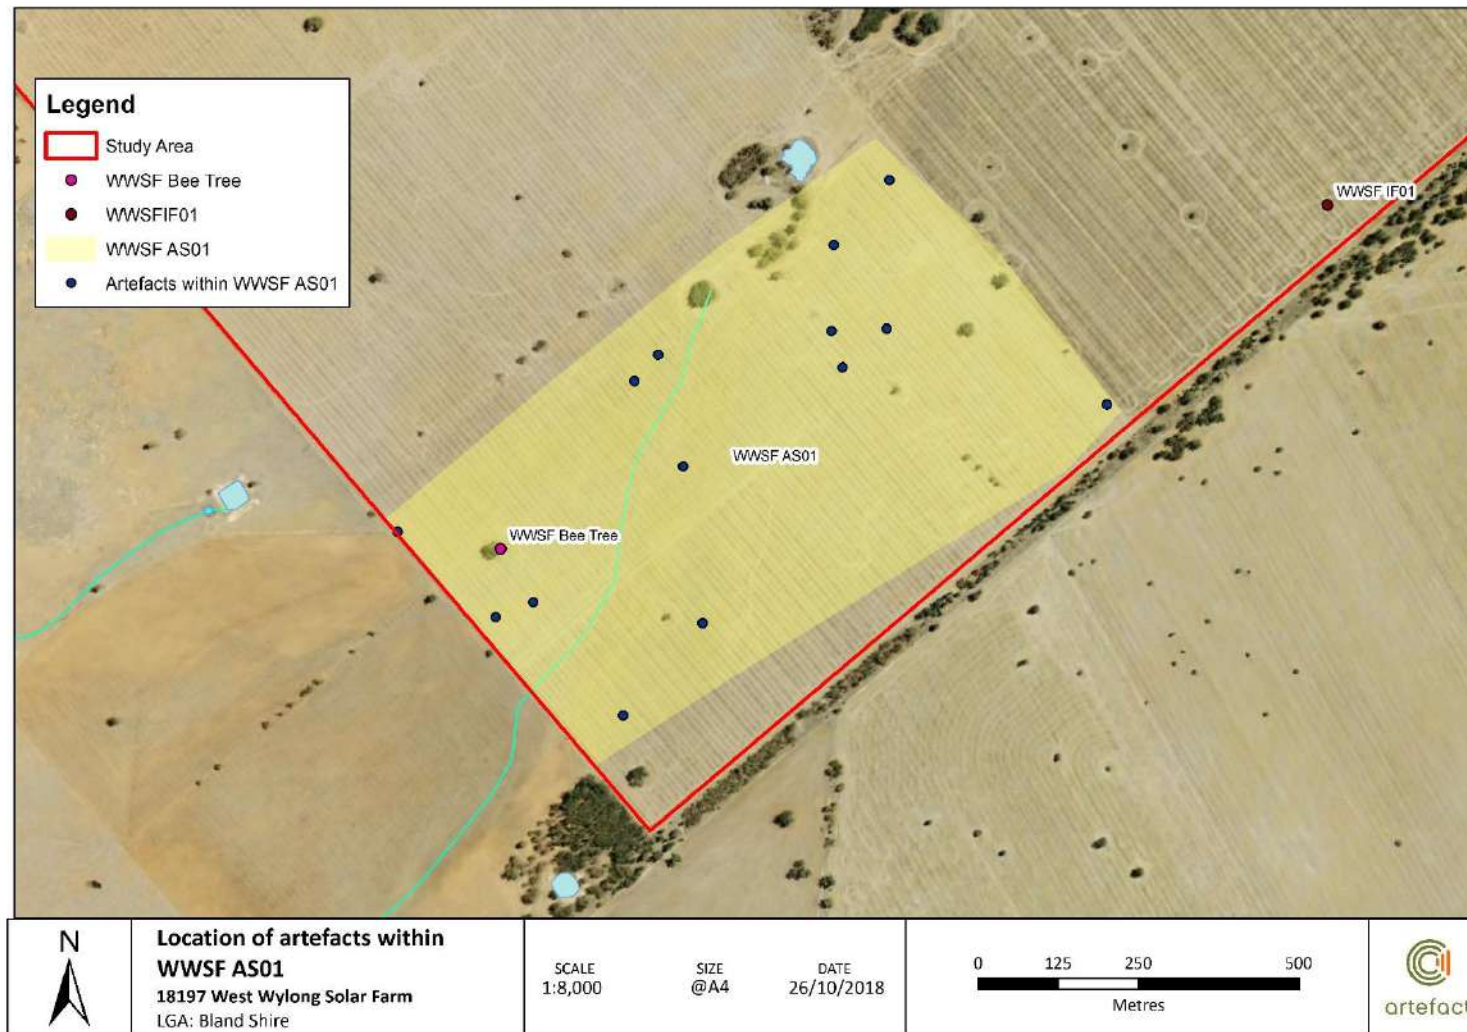 Legend
Study Area
WWSF Bee Tree
WWSFIF01
WWSF AS01
Artefacts within WWSF AS01
WWSF IF01
WWSF AS01
WWSF Bee Tree
N
Location of artefacts within
WWSF AS01
18197 West Wylong Solar Farm
LGA: Bland Shire
SCALE
1:8,000
SIZE
@A4
DATE
26/10/2018
0 125 250 500
Metres
artefact